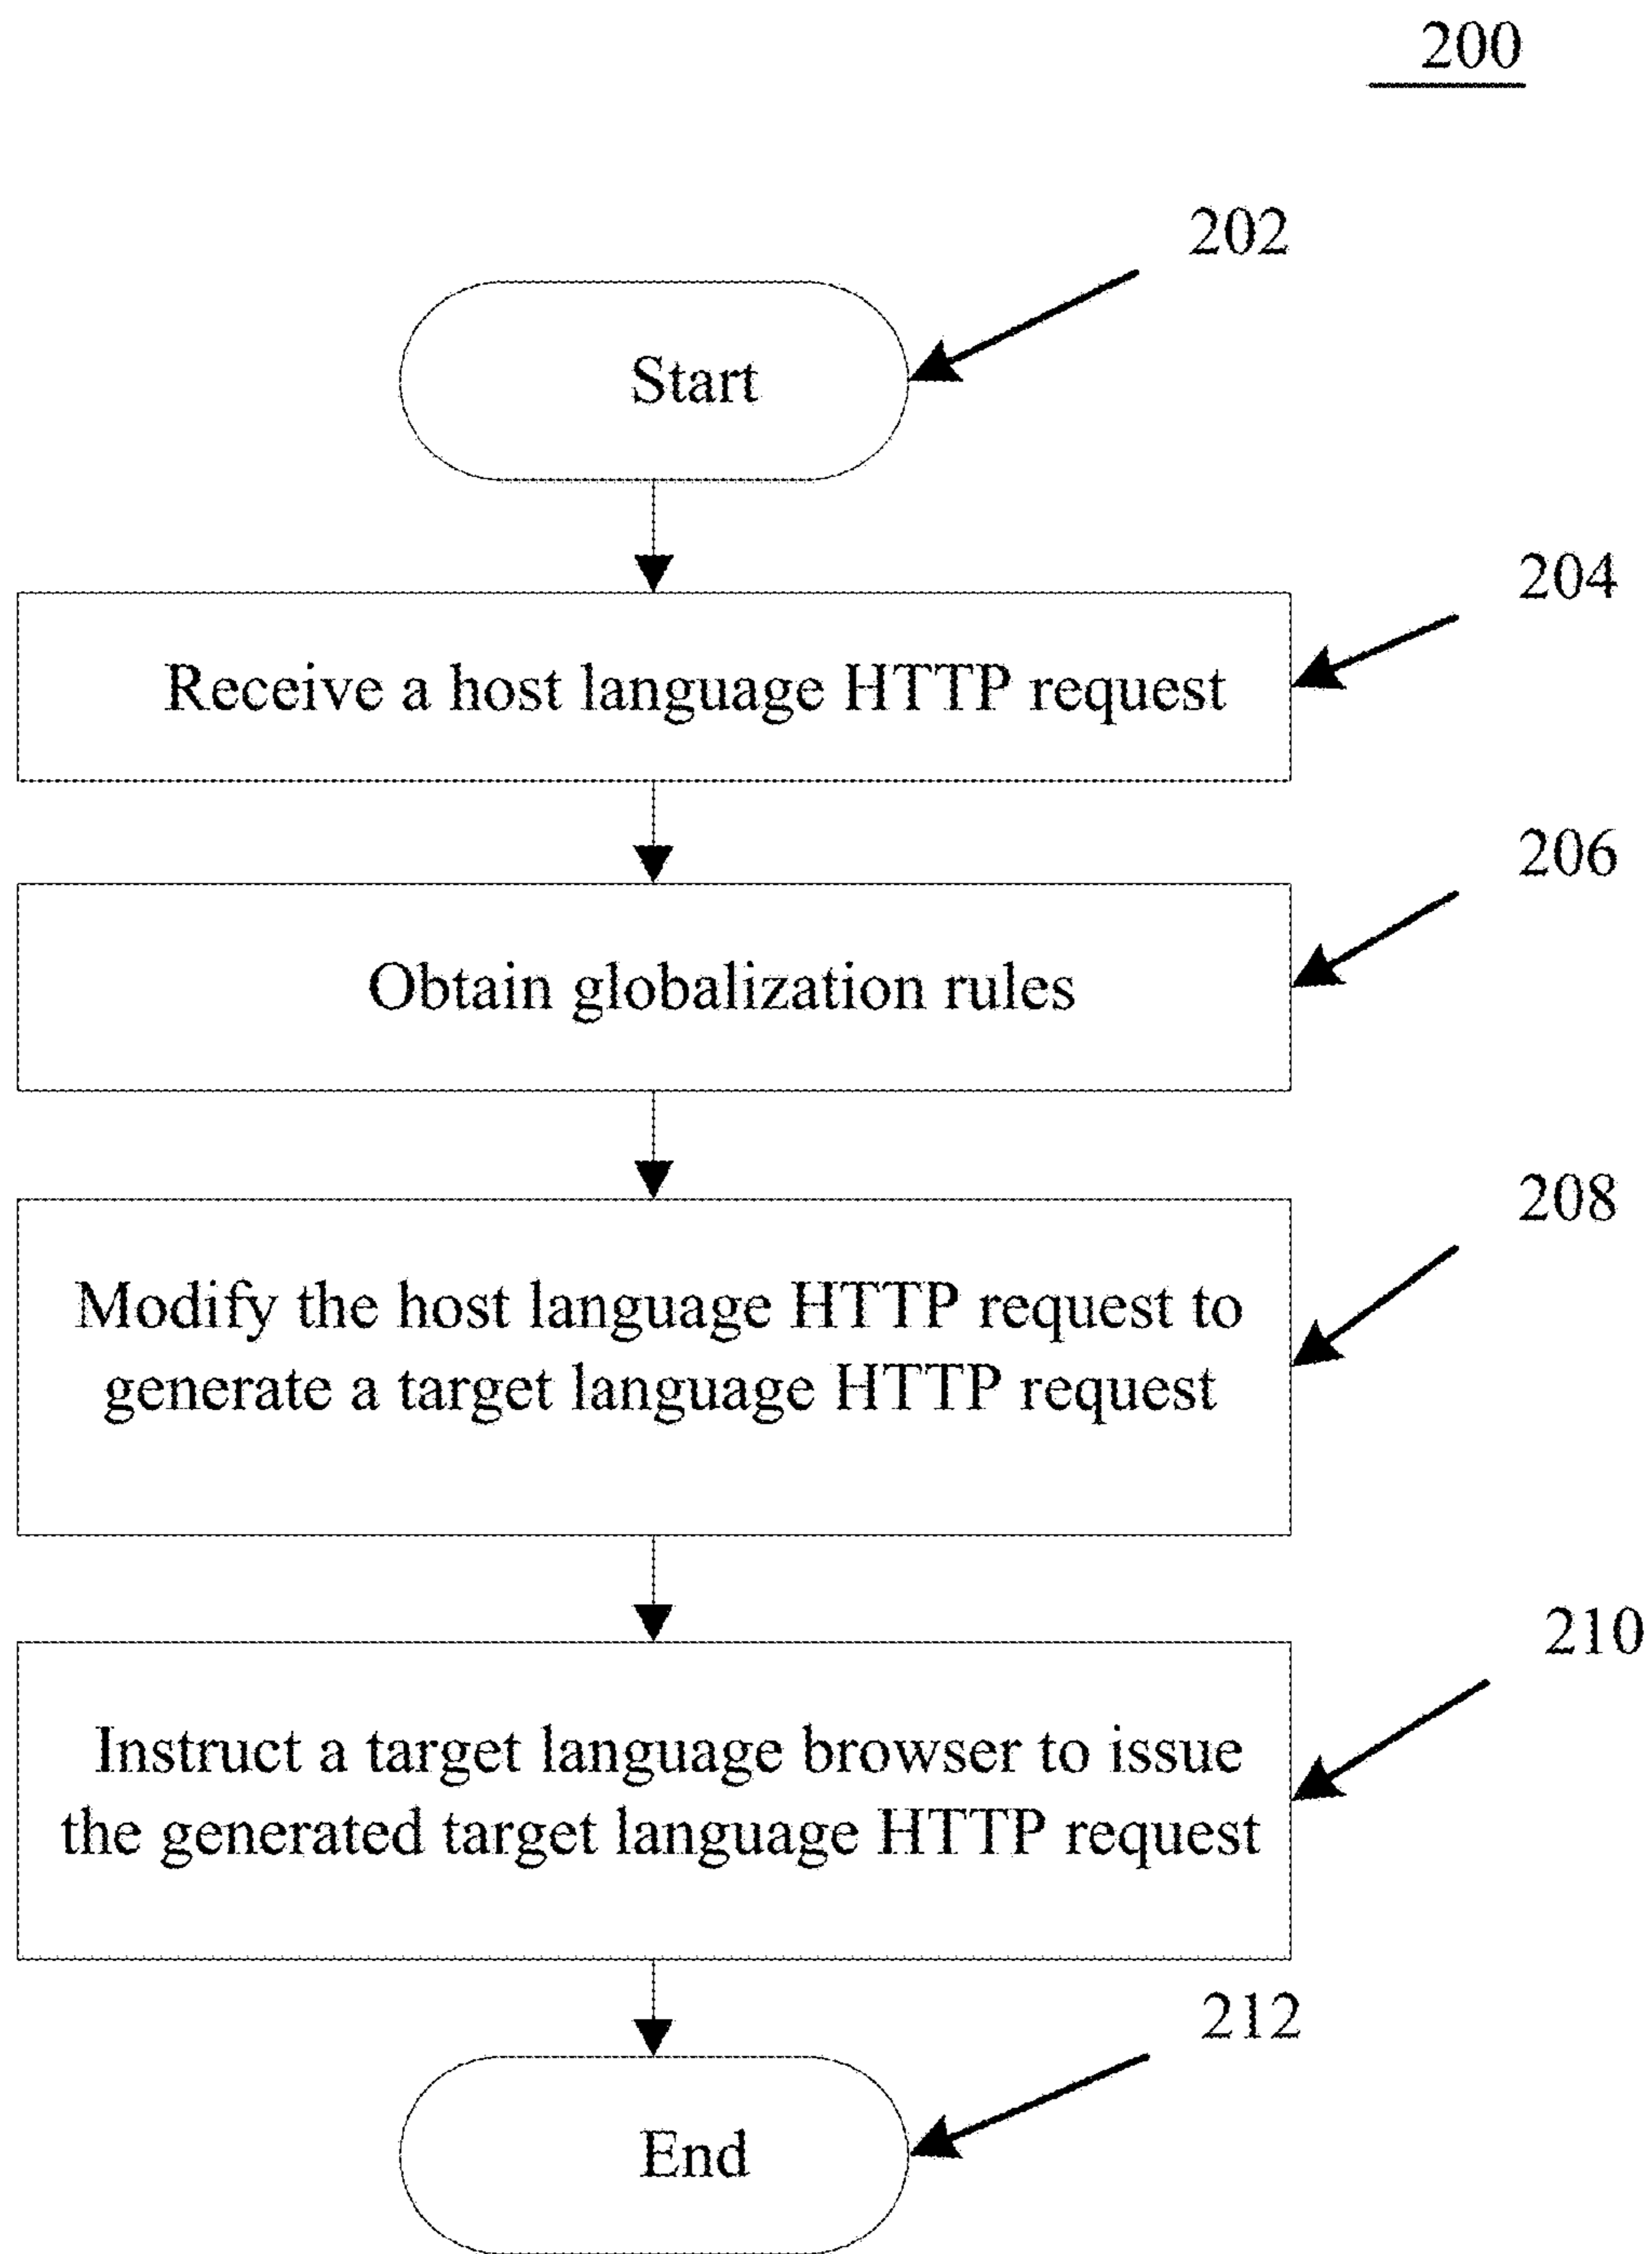 200
202
Start
204
Receive a host language HTTP request
206
Obtain globalization rules
208
Modify the host language HTTP request to
generate a target language HTTP request
210
Instruct a target language browser to issue
the generated target language HTTP request
212
End